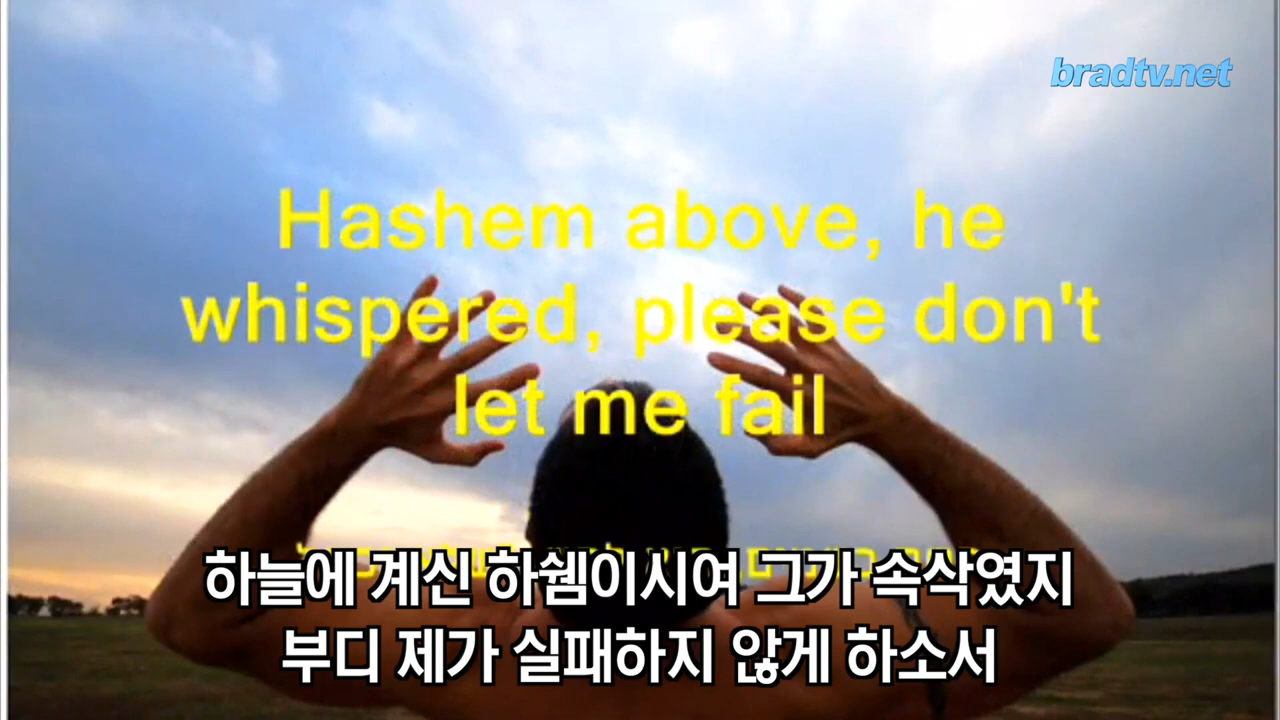 bradtv.net
Hashem above, he
whispered, please don't
let me fail
하늘에 계신 하쉠이시여 그가 속삭였지
부디 제가 실패하지 않게 하소서